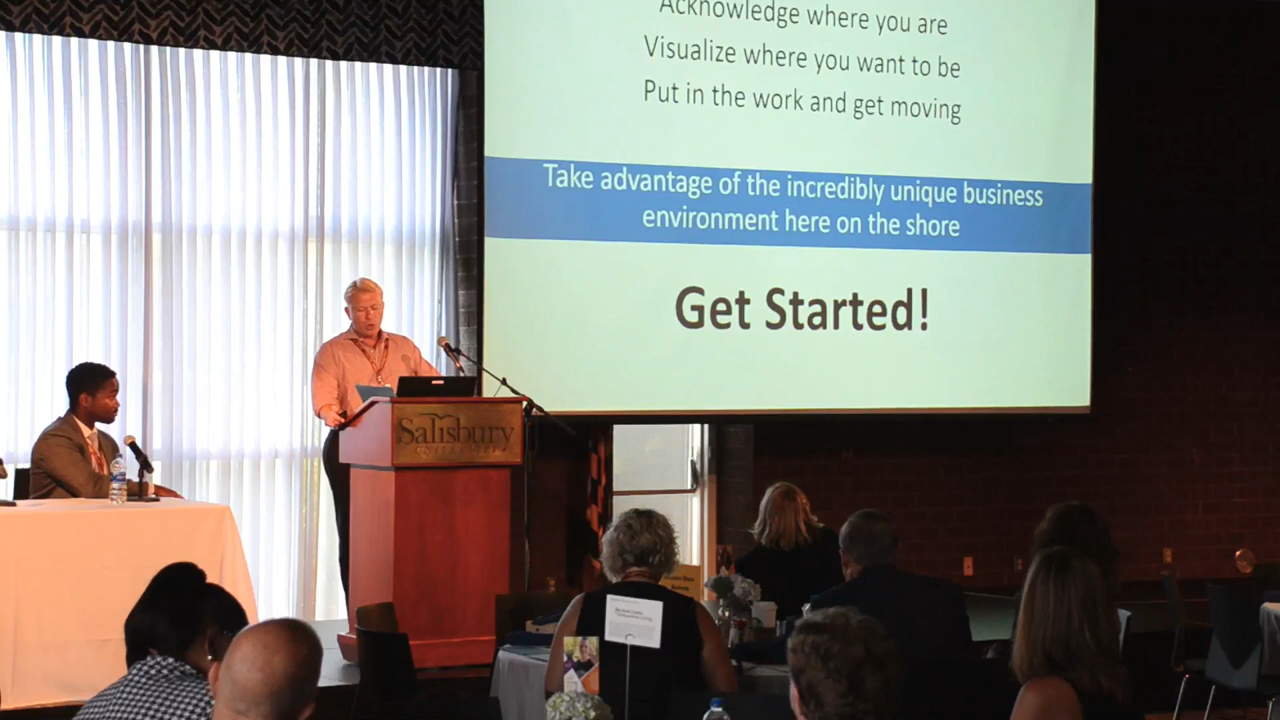 Acknowledge where you are
Visualize where you want to be
Put in the work and get moving
Take advantage of the incredibly unique business
environment here on the shore
Get Started!
Salisbury
UNIVERSITY